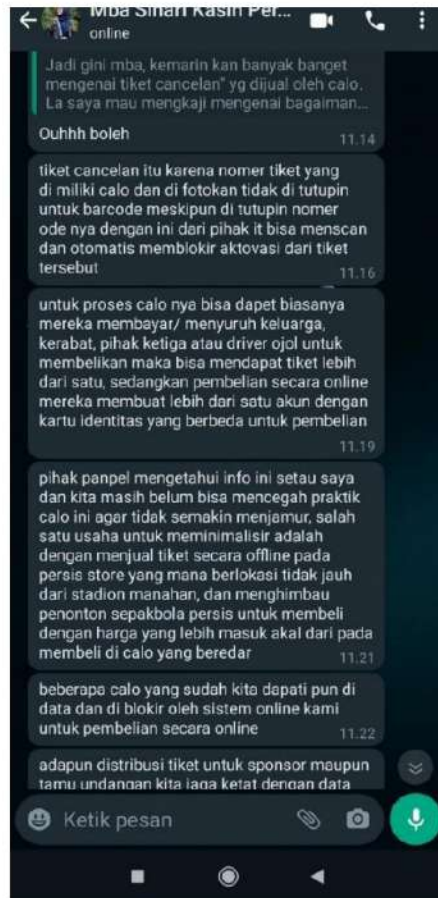 Mba Sinari Kasih Per...
online
Jadi gini mba, kemarin kan banyak banget
mengenai tiket cancelan" yg dijual oleh calo.
La saya mau mengkaji mengenai bagaiman...
Ouhhh boleh
11.14
tiket cancelan itu karena nomer tiket yang
di miliki calo dan di fotokan tidak di tutupin
untuk barcode meskipun di tutupin nomer
ode nya dengan ini dari pihak it bisa menscan
dan otomatis memblokir aktovasi dari tiket
tersebut
11.16
untuk proses calo nya bisa dapet biasanya
mereka membayar/ menyuruh keluarga,
kerabat, pihak ketiga atau driver ojol untuk
membelikan maka bisa mendapat tiket lebih
dari satu, sedangkan pembelian secara online
mereka membuat lebih dari satu akun dengan
kartu identitas yang berbeda untuk pembelian
11.19
pihak panpel mengetahui info ini setau saya
dan kita masih belum bisa mencegah praktik
calo ini agar tidak semakin menjamur, salah
satu usaha untuk meminimalisir adalah
dengan menjual tiket secara offline pada
persis store yang mana berlokasi tidak jauh
dari stadion manahan, dan menghimbau
penonton sepakbola persis untuk membeli
dengan harga yang lebih masuk akal dari pada
membeli di calo yang beredar
11.21
beberapa calo yang sudah kita dapati pun di
data dan di blokir oleh sistem online kami
untuk pembelian secara online
11.22
adapun distribusi tiket untuk sponsor maupun
tamu undangan kita jaga ketat dengan data
Ketik pesan